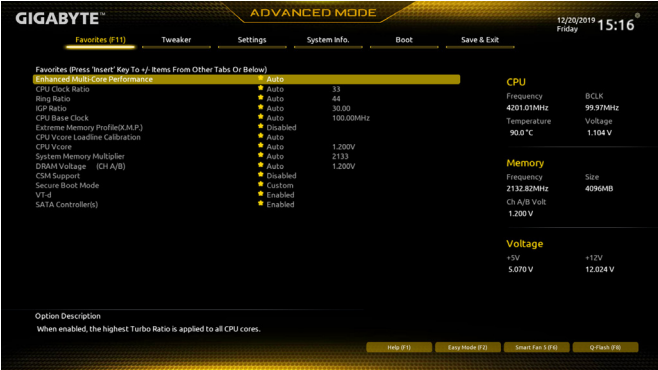 GIGABYTE™
ADVANCED MODE
12/20/2019 Friday 15:16
Favorites (F11) Tweaker Settings System Info. Boot Save & Exit
Favorites (Press 'Insert' Key To +/- Items From Other Tabs Or Below)
Enhanced Multi-Core Performance Auto
CPU Clock Ratio Auto 33
Ring Ratio Auto 44
IGP Ratio Auto 30.00
CPU Base Clock Auto 100.00MHz
Extreme Memory Profile(X.M.P.) Disabled
CPU Vcore Loadline Calibration Auto
CPU Vcore Auto 1.200V
System Memory Multiplier Auto 2133
DRAM Voltage (CH A/B) Auto 1.200V
CSM Support Disabled
Secure Boot Mode Custom
VT-d Enabled
SATA Controller(s) Enabled
CPU
Frequency BCLK
4201.01MHz 99.97MHz
Temperature Voltage
90.0 °C 1.104 V
Memory
Frequency Size
2132.82MHz 4096MB
Ch A/B Volt
1.200 V
Voltage
+5V +12V
5.070 V 12.024 V
Option Description
When enabled, the highest Turbo Ratio is applied to all CPU cores.
Help (F1) Easy Mode (F2) Smart Fan 5 (F6) Q-Flash (F8)